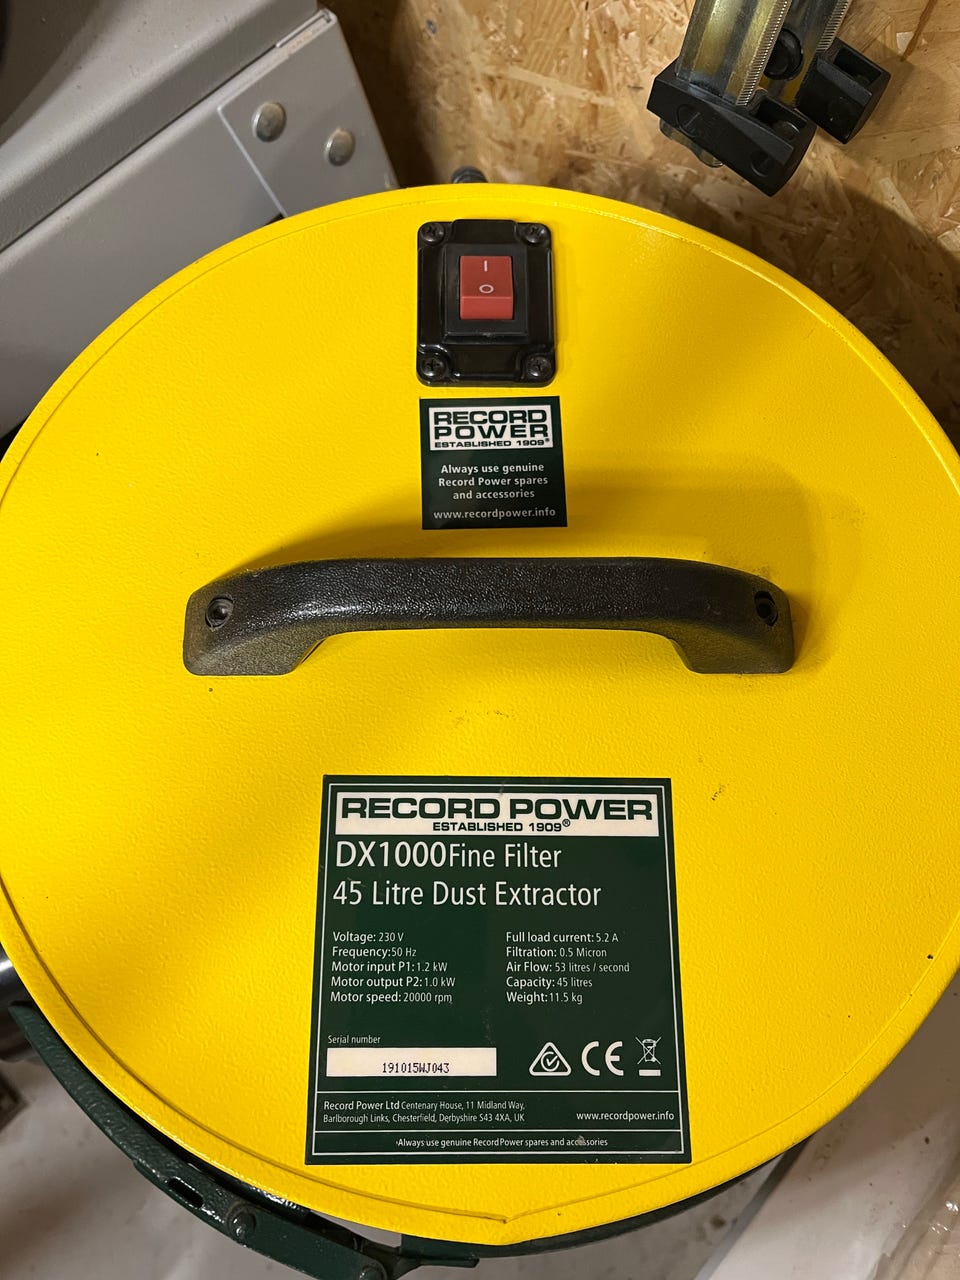 I
O
RECORD
POWER
ESTABLISHED 1909®
Always use genuine
Record Power spares
and accessories
www.recordpower.info
RECORD POWER
ESTABLISHED 1909®
DX1000 Fine Filter
45 Litre Dust Extractor
Voltage: 230 V
Frequency: 50 Hz
Motor input P1: 1.2 kW
Motor output P2: 1.0 kW
Motor speed: 20000 rpm
Full load current: 5.2 A
Filtration: 0.5 Micron
Air Flow: 53 litres / second
Capacity: 45 litres
Weight: 11.5 kg
Serial number
191015WJ043
CE
Record Power Ltd Centenary House, 11 Midland Way,
Barlborough Links, Chesterfield, Derbyshire S43 4XA, UK
www.recordpower.info
Always use genuine Record Power spares and accessories